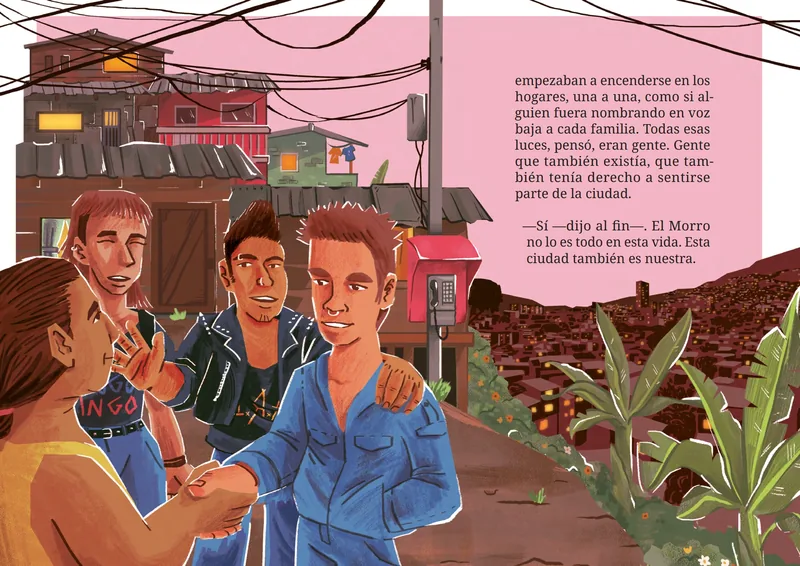 empezaban a encenderse en los
hogares, una a una, como si al-
guien fuera nombrando en voz
baja a cada familia. Todas esas
luces, pensó, eran gente. Gente
que también existía, que tam-
bién tenía derecho a sentirse
parte de la ciudad.
—Sí —dijo al fin—. El Morro
no lo es todo en esta vida. Esta
ciudad también es nuestra.
INGO